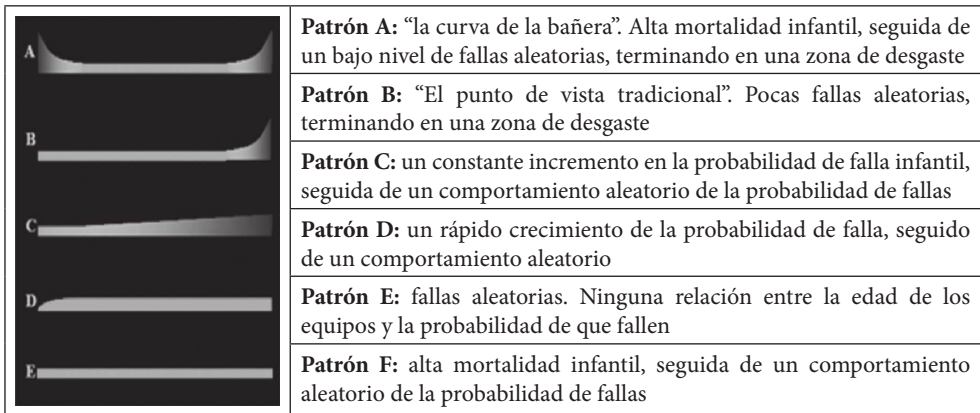 A
B
C
D
E
Patrón A: “la curva de la bañera”. Alta mortalidad infantil, seguida de
un bajo nivel de fallas aleatorias, terminando en una zona de desgaste
Patrón B: “El punto de vista tradicional”. Pocas fallas aleatorias,
terminando en una zona de desgaste
Patrón C: un constante incremento en la probabilidad de falla infantil,
seguida de un comportamiento aleatorio de la probabilidad de fallas
Patrón D: un rápido crecimiento de la probabilidad de falla, seguido
de un comportamiento aleatorio
Patrón E: fallas aleatorias. Ninguna relación entre la edad de los
equipos y la probabilidad de que fallen
Patrón F: alta mortalidad infantil, seguida de un comportamiento
aleatorio de la probabilidad de fallas